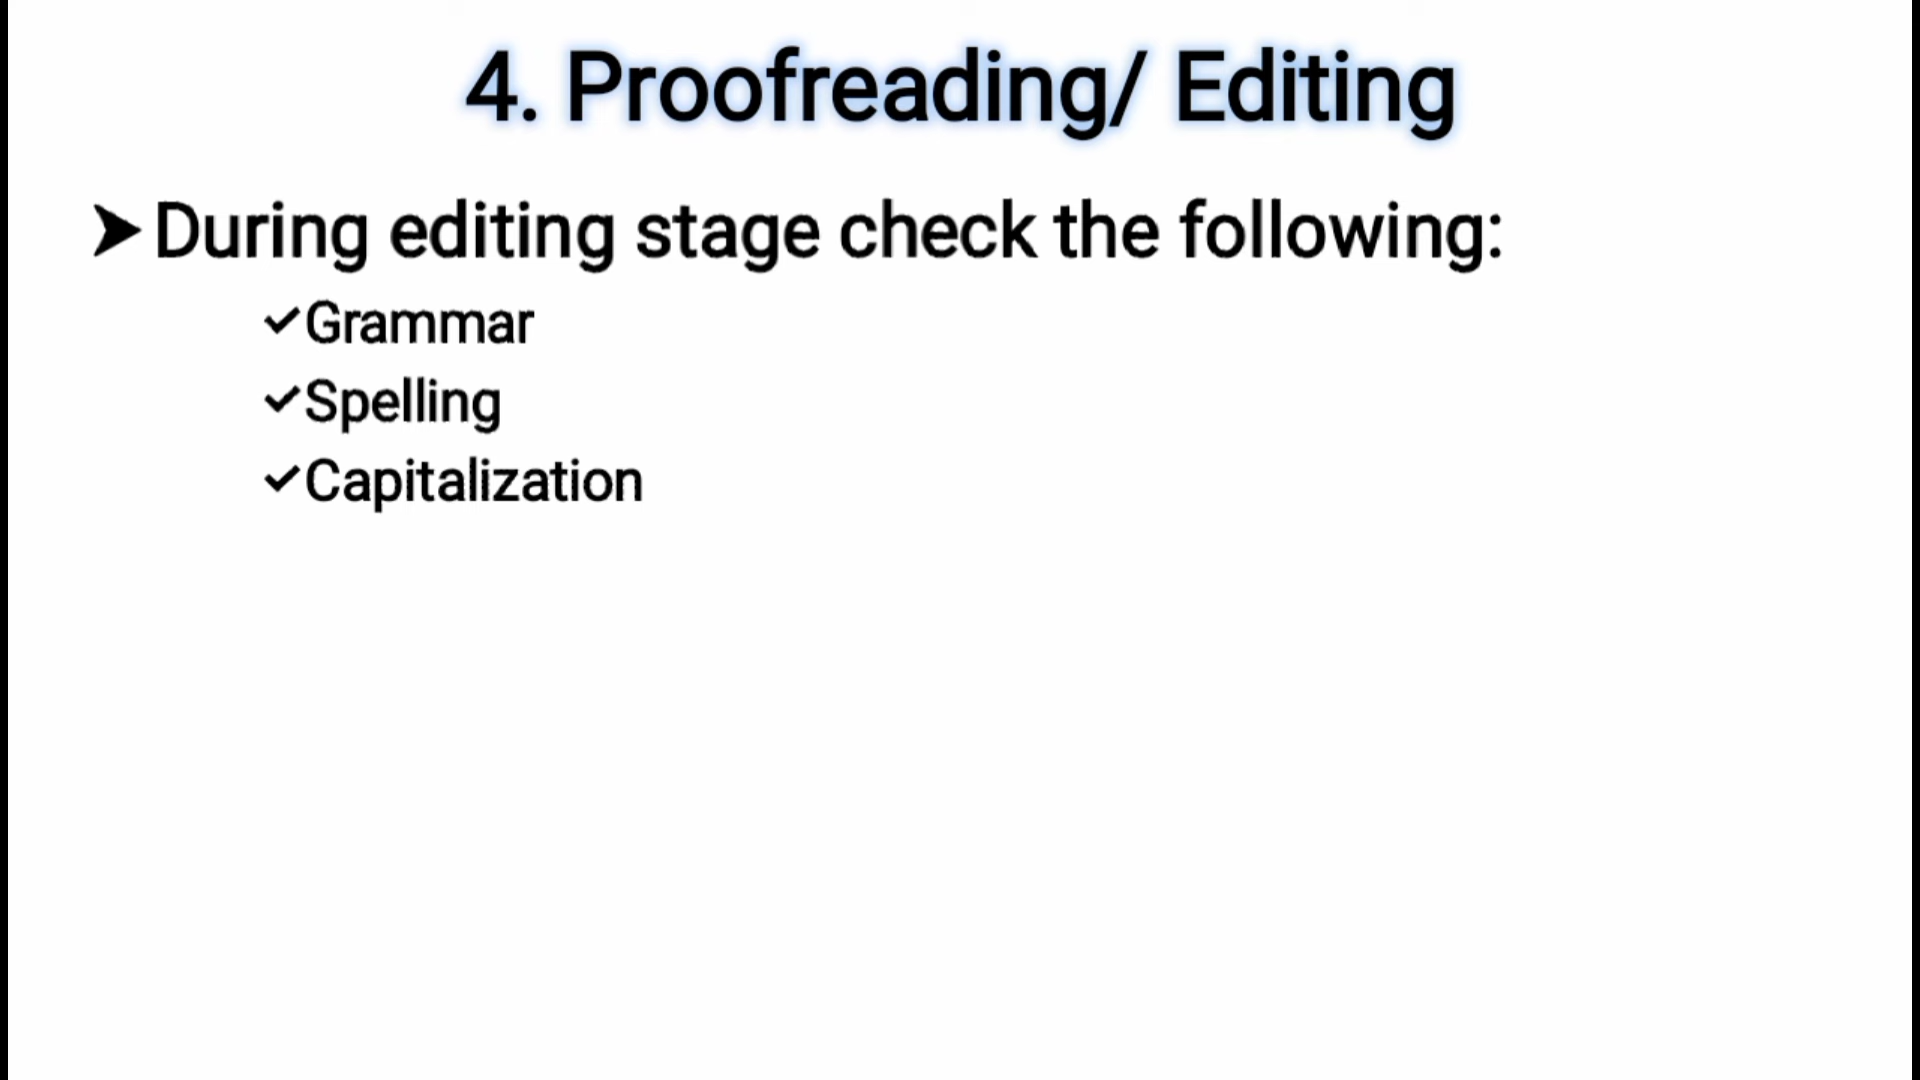 4. Proofreading/ Editing
➤During editing stage check the following:
✓Grammar
✓Spelling
✓Capitalization